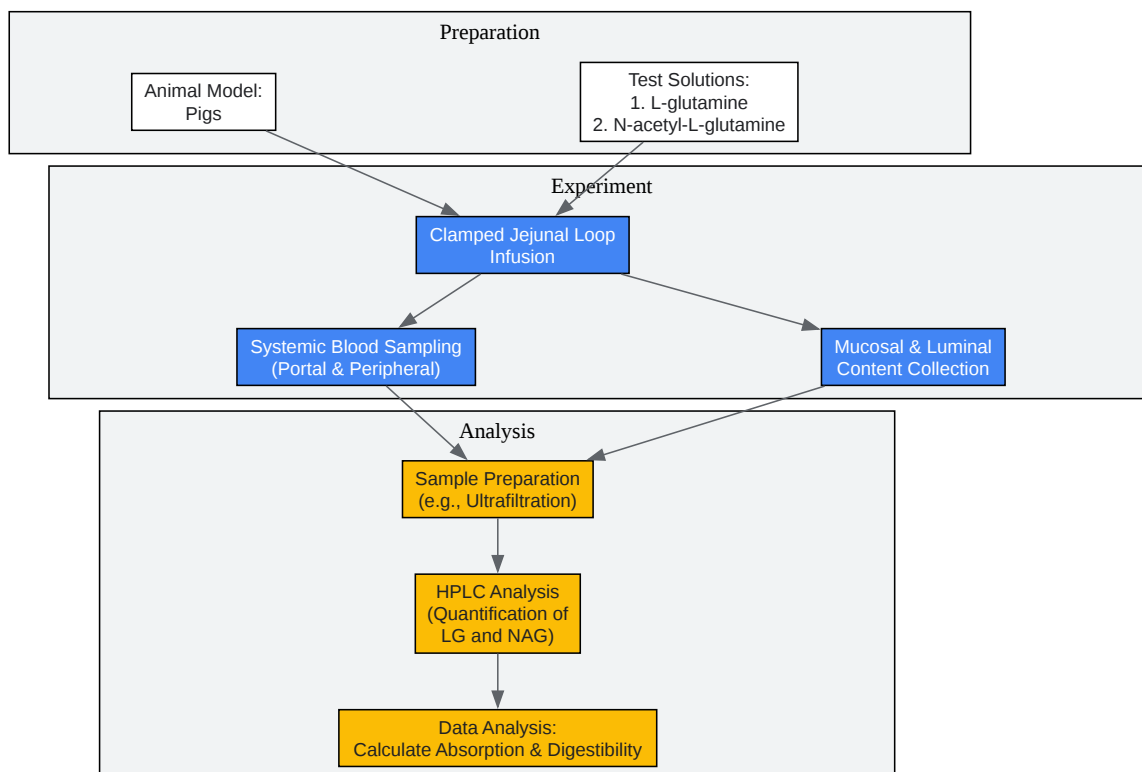 Preparation
Animal Model:
Pigs
Test Solutions:
1. L-glutamine
2. N-acetyl-L-glutamine
Experiment
Clamped Jejunal Loop
Infusion
Systemic Blood Sampling
(Portal & Peripheral)
Mucosal & Luminal
Content Collection
Analysis
Sample Preparation
(e.g., Ultrafiltration)
HPLC Analysis
(Quantification of
LG and NAG)
Data Analysis:
Calculate Absorption & Digestibility